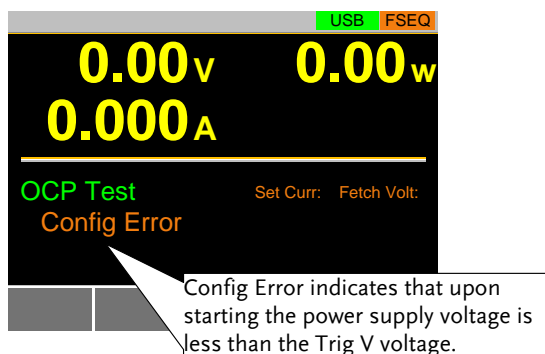 USB FSEQ
0.00V 0.00W
0.000A
OCP Test Set Curr: Fetch Volt:
Config Error
Config Error indicates that upon
starting the power supply voltage is
less than the Trig V voltage.